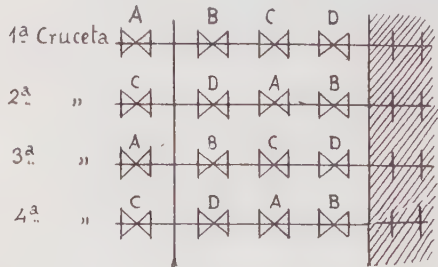 A B C D
1ª Cruceta
C D A B
2ª „
A B C D
3ª „
C D A B
4ª „